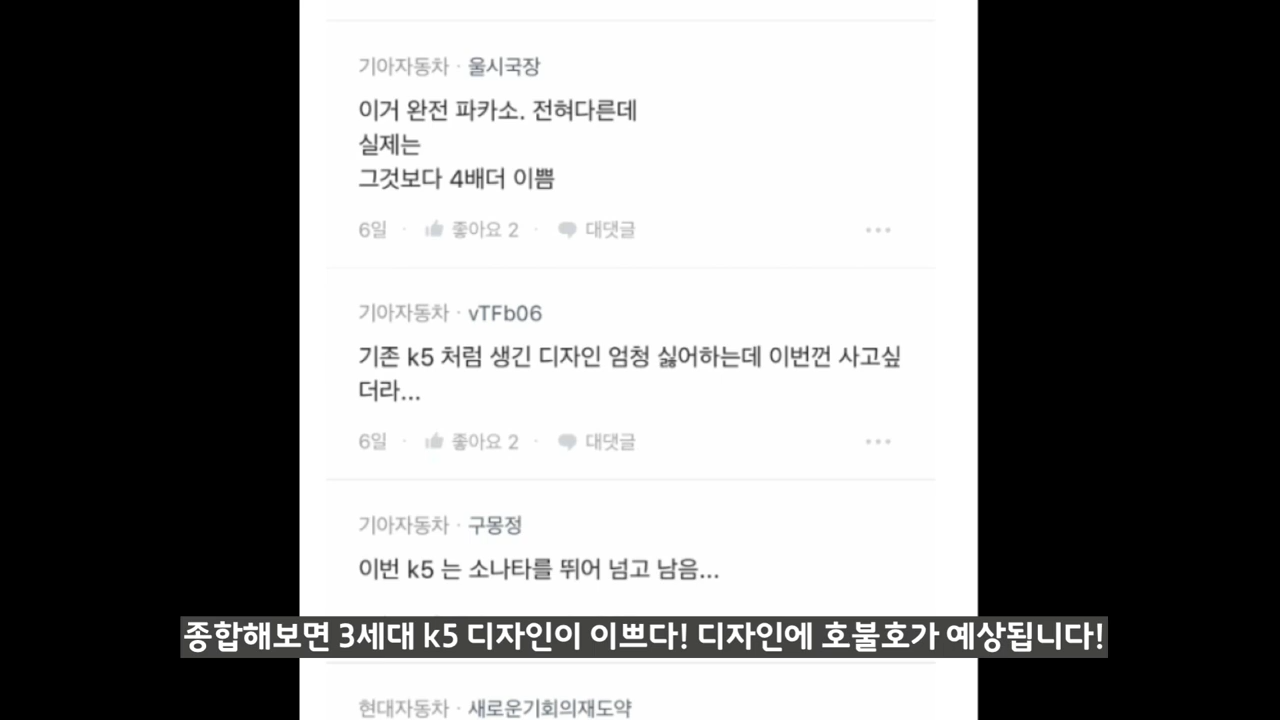 기아자동차 · 울시국장
이거 완전 파카소. 전혀다른데
실제는
그것보다 4배더 이쁨
6일 · 좋아요 2 · 대댓글
기아자동차 · vTFb06
기존 k5 처럼 생긴 디자인 엄청 싫어하는데 이번껀 사고싶
더라...
6일 · 좋아요 2 · 대댓글
기아자동차 · 구몽정
이번 k5 는 소나타를 뛰어 넘고 남음...
종합해보면 3세대 k5 디자인이 이쁘다! 디자인에 호불호가 예상됩니다!
현대자동차 · 새로운기회의재도약